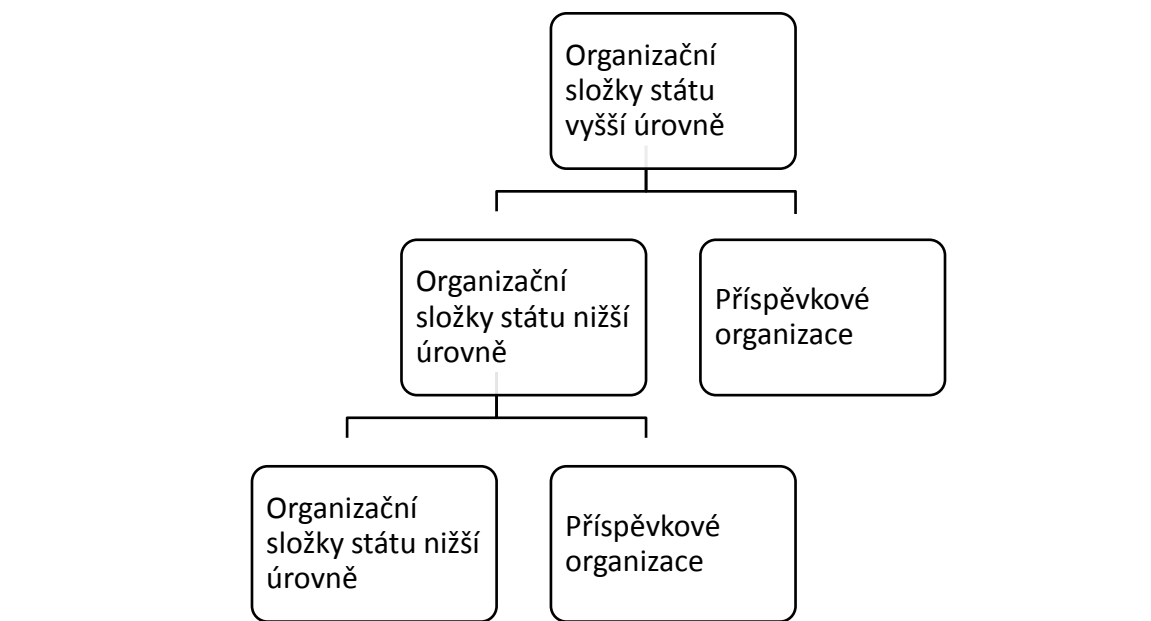 Organizační
složky státu
vyšší úrovně
Organizační
složky státu nižší
úrovně
Příspěvkové
organizace
Organizační
složky státu nižší
úrovně
Příspěvkové
organizace